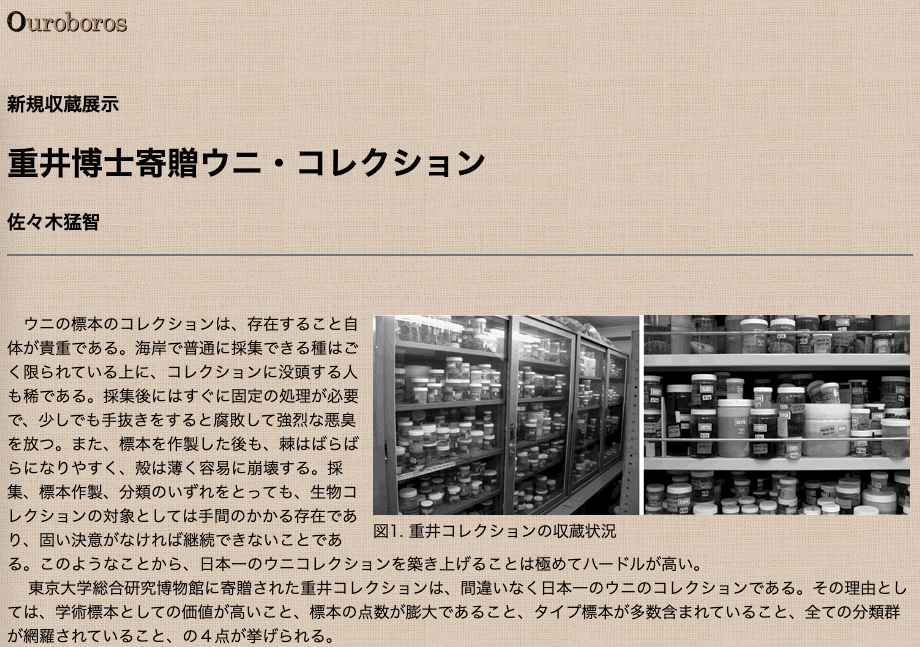 Ouroboros
新規収蔵展示
重井博士寄贈ウニ・コレクション
佐々木猛智
ウニの標本のコレクションは、存在すること自
体が貴重である。海岸で普通に採集できる種はご
く限られている上に、コレクションに没頭する人
も稀である。採集後にはすぐに固定の処理が必要
で、少しでも手抜きをすると腐敗して強烈な悪臭
を放つ。また、標本を作製した後も、棘はばらば
らになりやすく、殻は薄く容易に崩壊する。採
集、標本作製、分類のいずれをとっても、生物コ
レクションの対象としては手間のかかる存在であ
り、固い決意がなければ継続できないことであ
る。このようなことから、日本一のウニコレクションを築き上げることは極めてハードルが高い。
図1. 重井コレクションの収蔵状況
東京大学総合研究博物館に寄贈された重井コレクションは、間違いなく日本一のウニのコレクションである。その理由とし
ては、学術標本としての価値が高いこと、標本の点数が膨大であること、タイプ標本が多数含まれていること、全ての分類群
が網羅されていること、の４点が挙げられる。